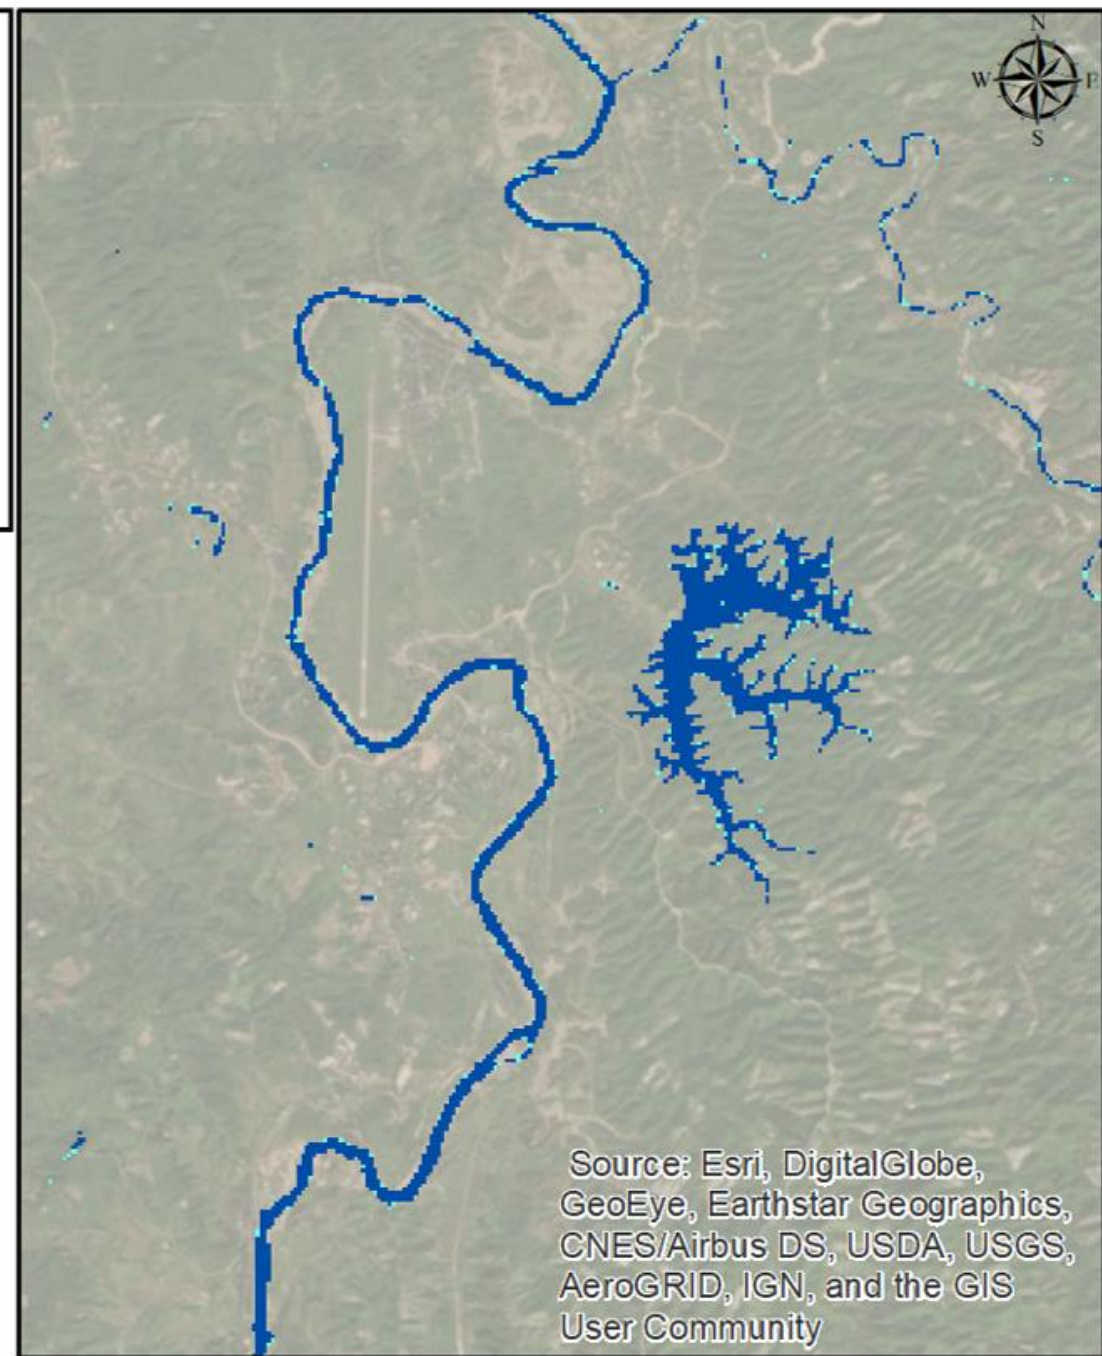 N
W E
S
Source: Esri, DigitalGlobe,
GeoEye, Earthstar Geographics,
CNES/Airbus DS, USDA, USGS,
AeroGRID, IGN, and the GIS
User Community